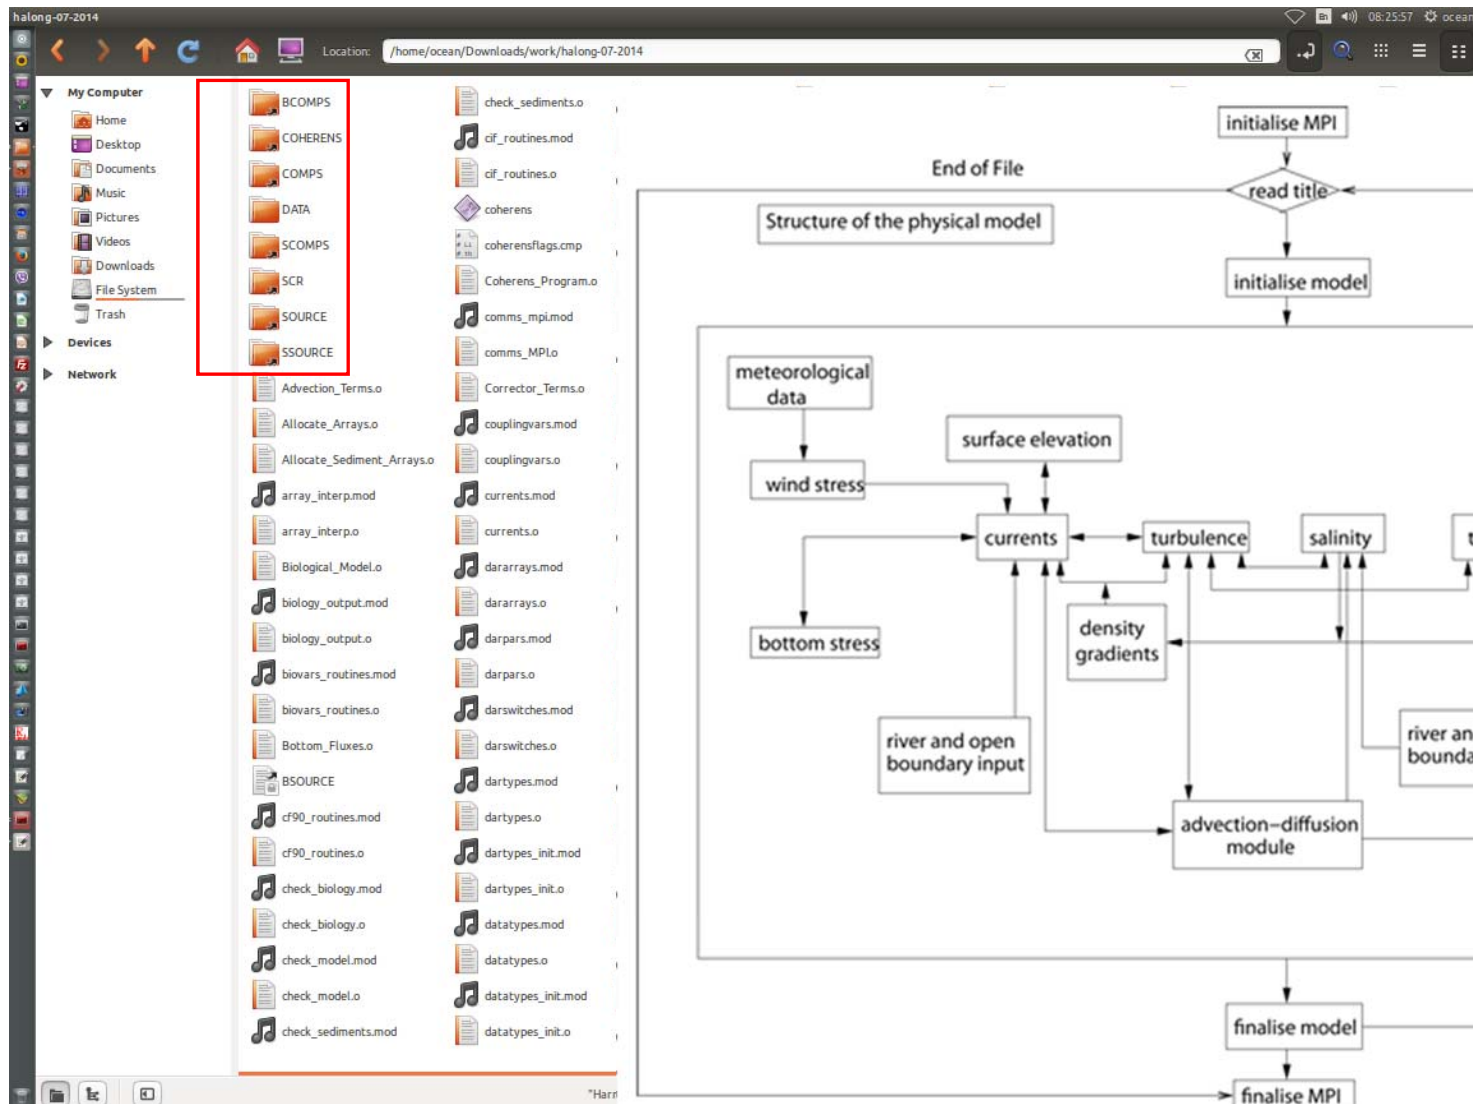 halong-07-2014
08:25:57
ocean
Location:
/home/ocean/Downloads/work/halong-07-2014
My Computer
Home
Desktop
Documents
Music
Pictures
Videos
Downloads
File System
Trash
Devices
Network
BCOMPS
COHERENS
COMPS
DATA
SCOMPS
SCR
SOURCE
SSOURCE
Advection_Terms.o
Allocate_Arrays.o
Allocate_Sediment_Arrays.o
array_interp.mod
array_interp.o
Biological_Model.o
biology_output.mod
biology_output.o
biovars_routines.mod
biovars_routines.o
Bottom_Fluxes.o
BSOURCE
cf90_routines.mod
cf90_routines.o
check_biology.mod
check_biology.o
check_model.mod
check_model.o
check_sediments.mod
check_sediments.o
cif_routines.mod
cif_routines.o
coherens
coherensflags.cmp
Coherens_Program.o
comms_mpi.mod
comms_MPI.o
Corrector_Terms.o
couplingvars.mod
couplingvars.o
currents.mod
currents.o
dararrays.mod
dararrays.o
darpars.mod
darpars.o
darswitches.mod
darswitches.o
dartypes.mod
dartypes.o
dartypes_init.mod
dartypes_init.o
datatypes.mod
datatypes.o
datatypes_init.mod
datatypes_init.o
initialise MPI
End of File
read title
Structure of the physical model
initialise model
meteorological
data
surface elevation
wind stress
currents
turbulence
salinity
density
gradients
bottom stress
river and open
boundary input
river an
bounda
advection–diffusion
module
finalise model
finalise MPI